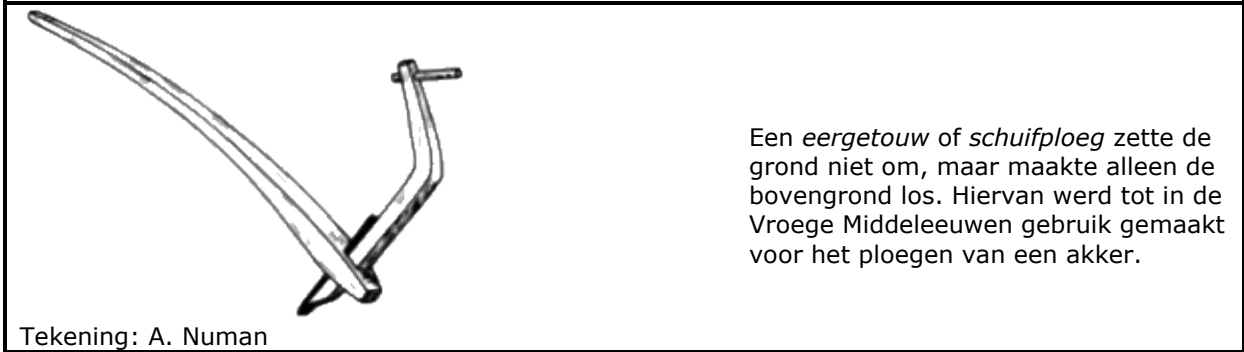 Een eergetouw of schuifploeg zette de
grond niet om, maar maakte alleen de
bovengrond los. Hiervan werd tot in de
Vroege Middeleeuwen gebruik gemaakt
voor het ploegen van een akker.
Tekening: A. Numan